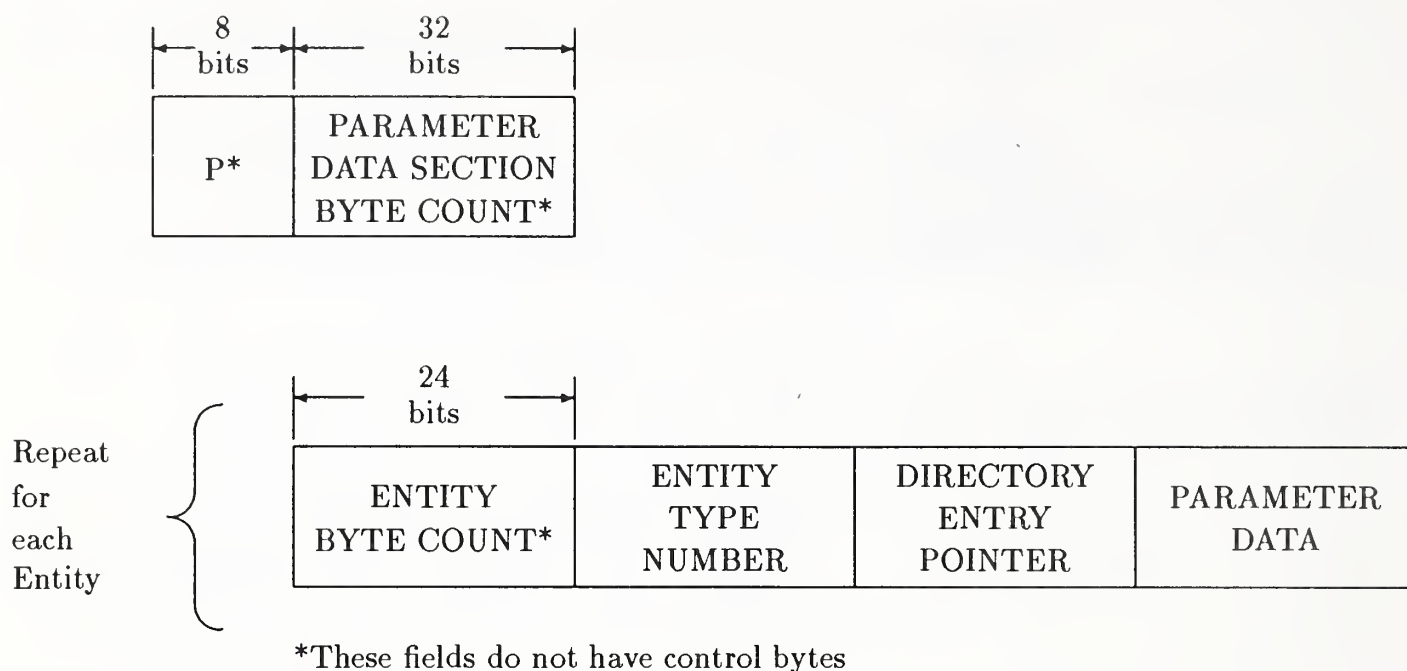 8
bits
32
bits
P*
PARAMETER
DATA SECTION
BYTE COUNT*
24
bits
Repeat
for
each
Entity
ENTITY
BYTE COUNT*
ENTITY
TYPE
NUMBER
DIRECTORY
ENTRY
POINTER
PARAMETER
DATA
*These fields do not have control bytes